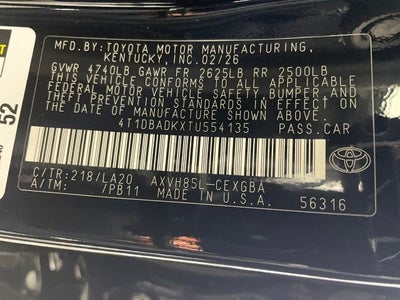 MFD.BY:TOYOTA MOTOR MANUFACTURING,
KENTUCKY, INC. 02/26
GVWR 4740LB GAWR FR 2625LB RR 2500LB
THIS VEHICLE CONFORMS TO ALL APPLICABLE
FEDERAL MOTOR VEHICLE SAFETY, BUMPER, AND
THEFT PREVENTION STANDARDS IN EFFECT ON
THE DATE OF MANUFACTURE SHOWN ABOVE.
4T1DBADKXTU554135 PASS.CAR
C/TR:218/LA20 AXVH85L-CEXGBA
A/TM: /PB11 MADE IN U.S.A.
56316
TOYOTA
52